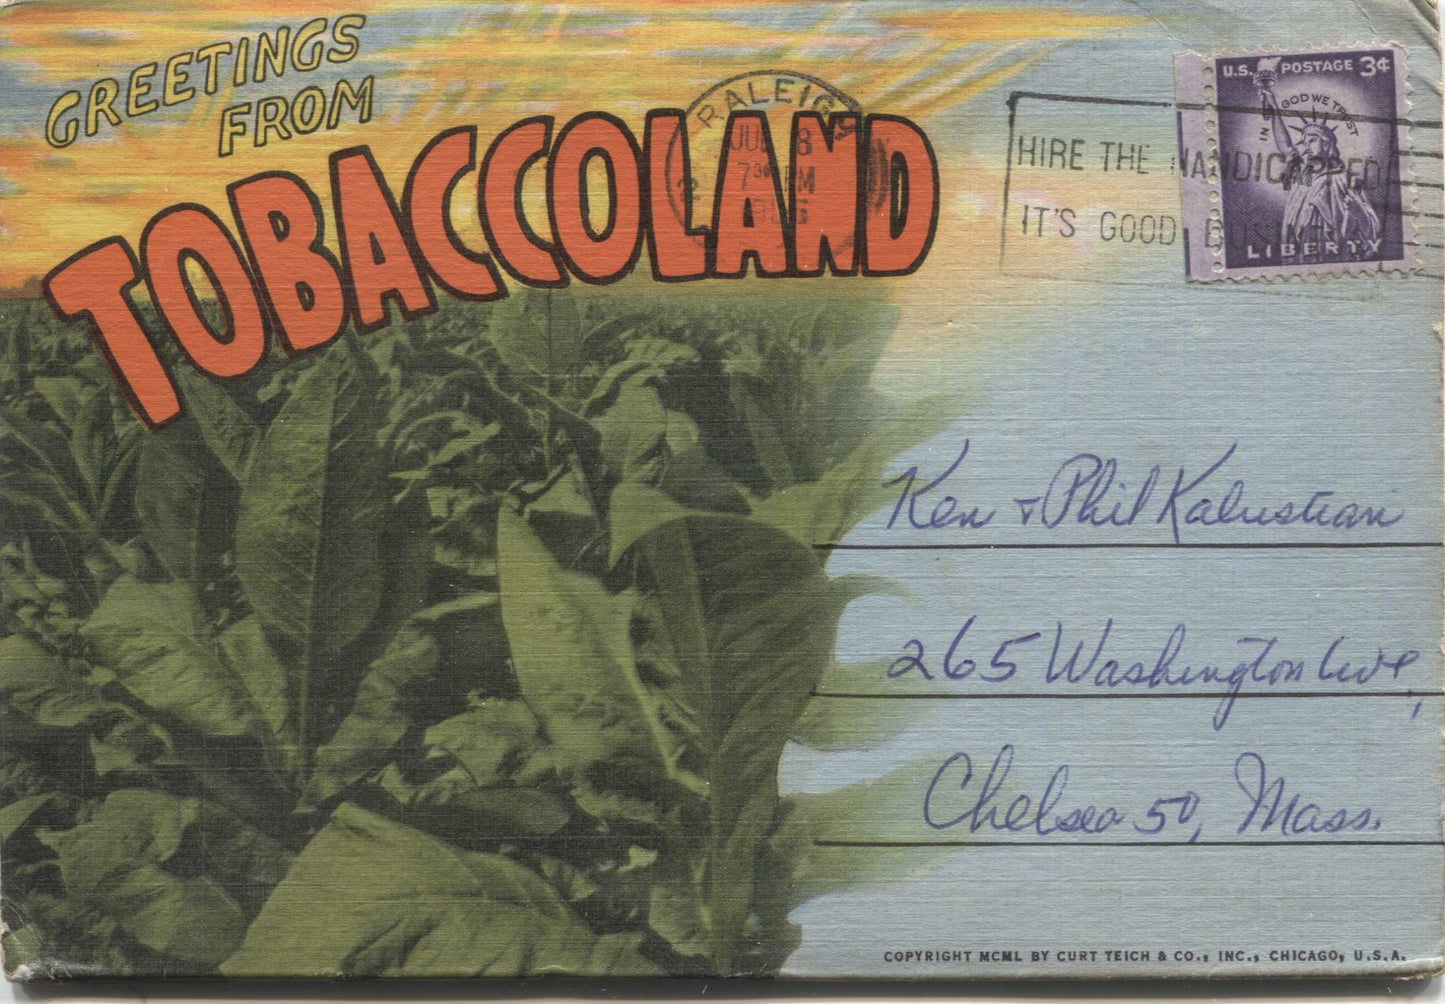 GREETINGS
FROM
TOBACCOLAND
RALEIGH
8
7 30 PM
HIRE THE HANDICAPPED
IT'S GOOD BUSINESS
U.S. POSTAGE 3¢
IN GOD WE TRUST
LIBERTY
Ken & Phil Kalustian
265 Washington Ave,
Chelsea 50, Mass.
COPYRIGHT MCML BY CURT TEICH & CO., INC., CHICAGO, U.S.A.